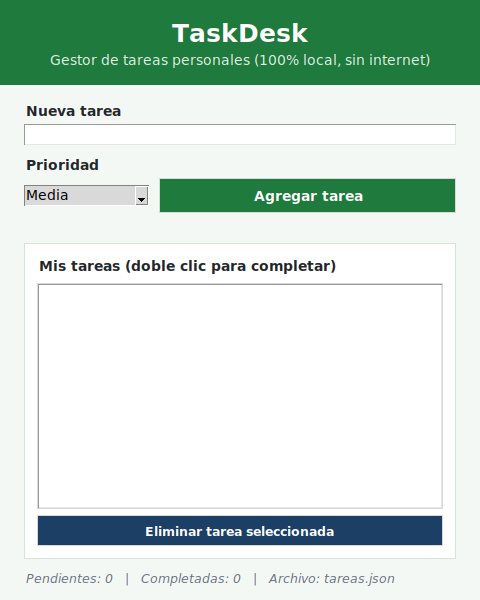 TaskDesk
Gestor de tareas personales (100% local, sin internet)
Nueva tarea
Prioridad
Media
Agregar tarea
Mis tareas (doble clic para completar)
Eliminar tarea seleccionada
Pendientes: 0 | Completadas: 0 | Archivo: tareas.json